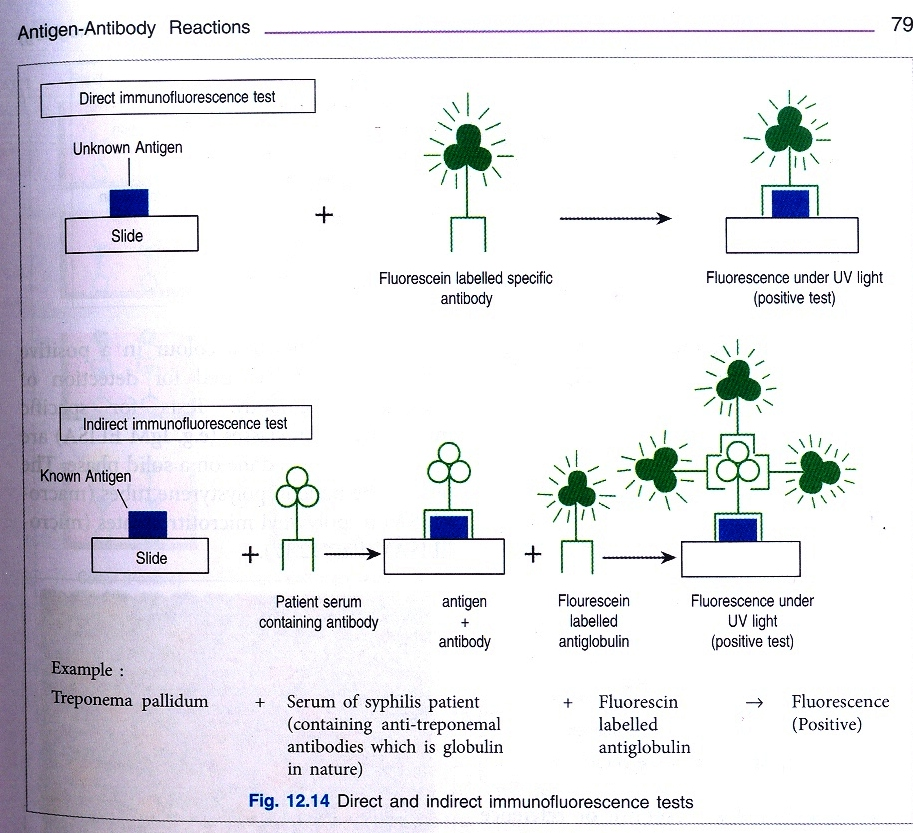 Antigen-Antibody Reactions 79
Direct immunofluorescence test
Unknown Antigen
Slide
+
Fluorescein labelled specific
antibody
Fluorescence under UV light
(positive test)
Indirect immunofluorescence test
Known Antigen
Slide
+
Patient serum
containing antibody
antigen
+
antibody
+
Flourescein
labelled
antiglobulin
Fluorescence under
UV light
(positive test)
Example :
Treponema pallidum + Serum of syphilis patient + Fluorescin → Fluorescence
(containing anti-treponemal labelled (Positive)
antibodies which is globulin antiglobulin
in nature)
Fig. 12.14 Direct and indirect immunofluorescence tests